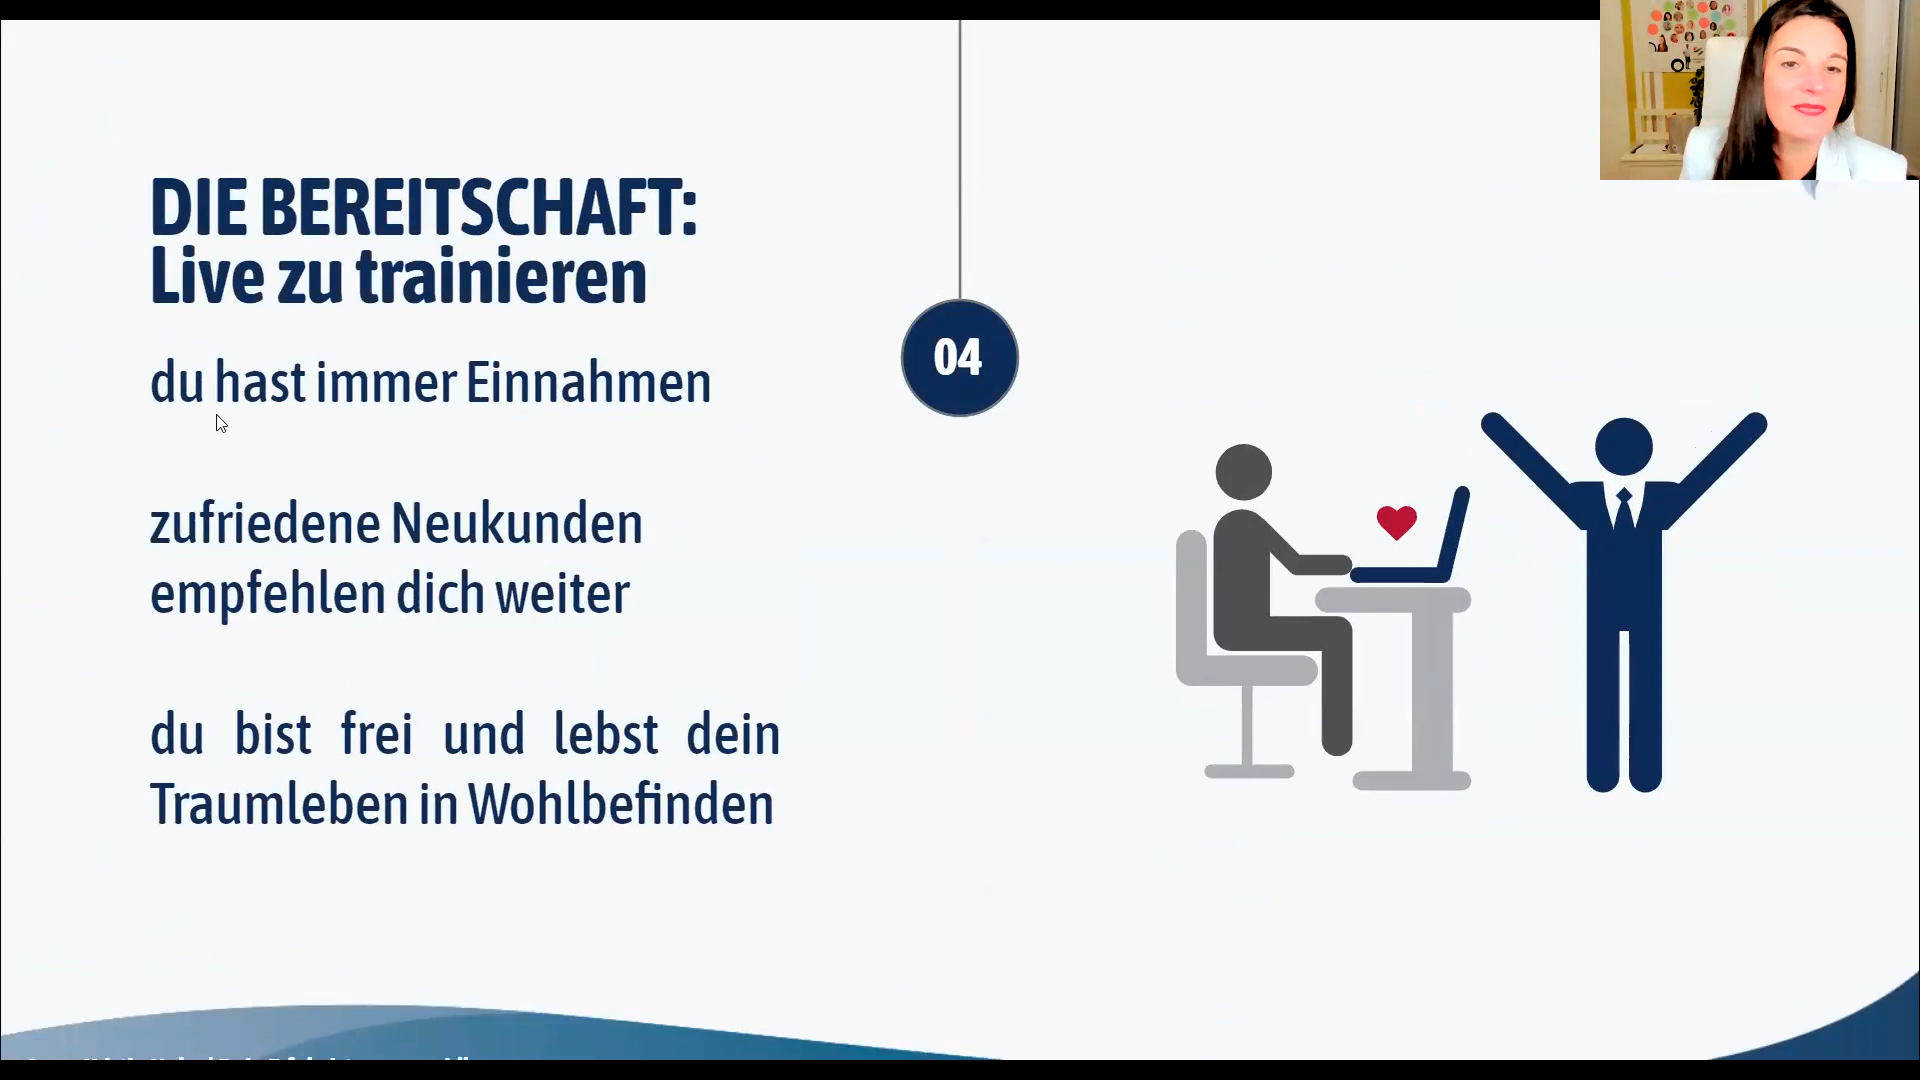 DIE BEREITSCHAFT:
Live zu trainieren
04
du hast immer Einnahmen
zufriedene Neukunden
empfehlen dich weiter
du bist frei und lebst dein
Traumleben in Wohlbefinden